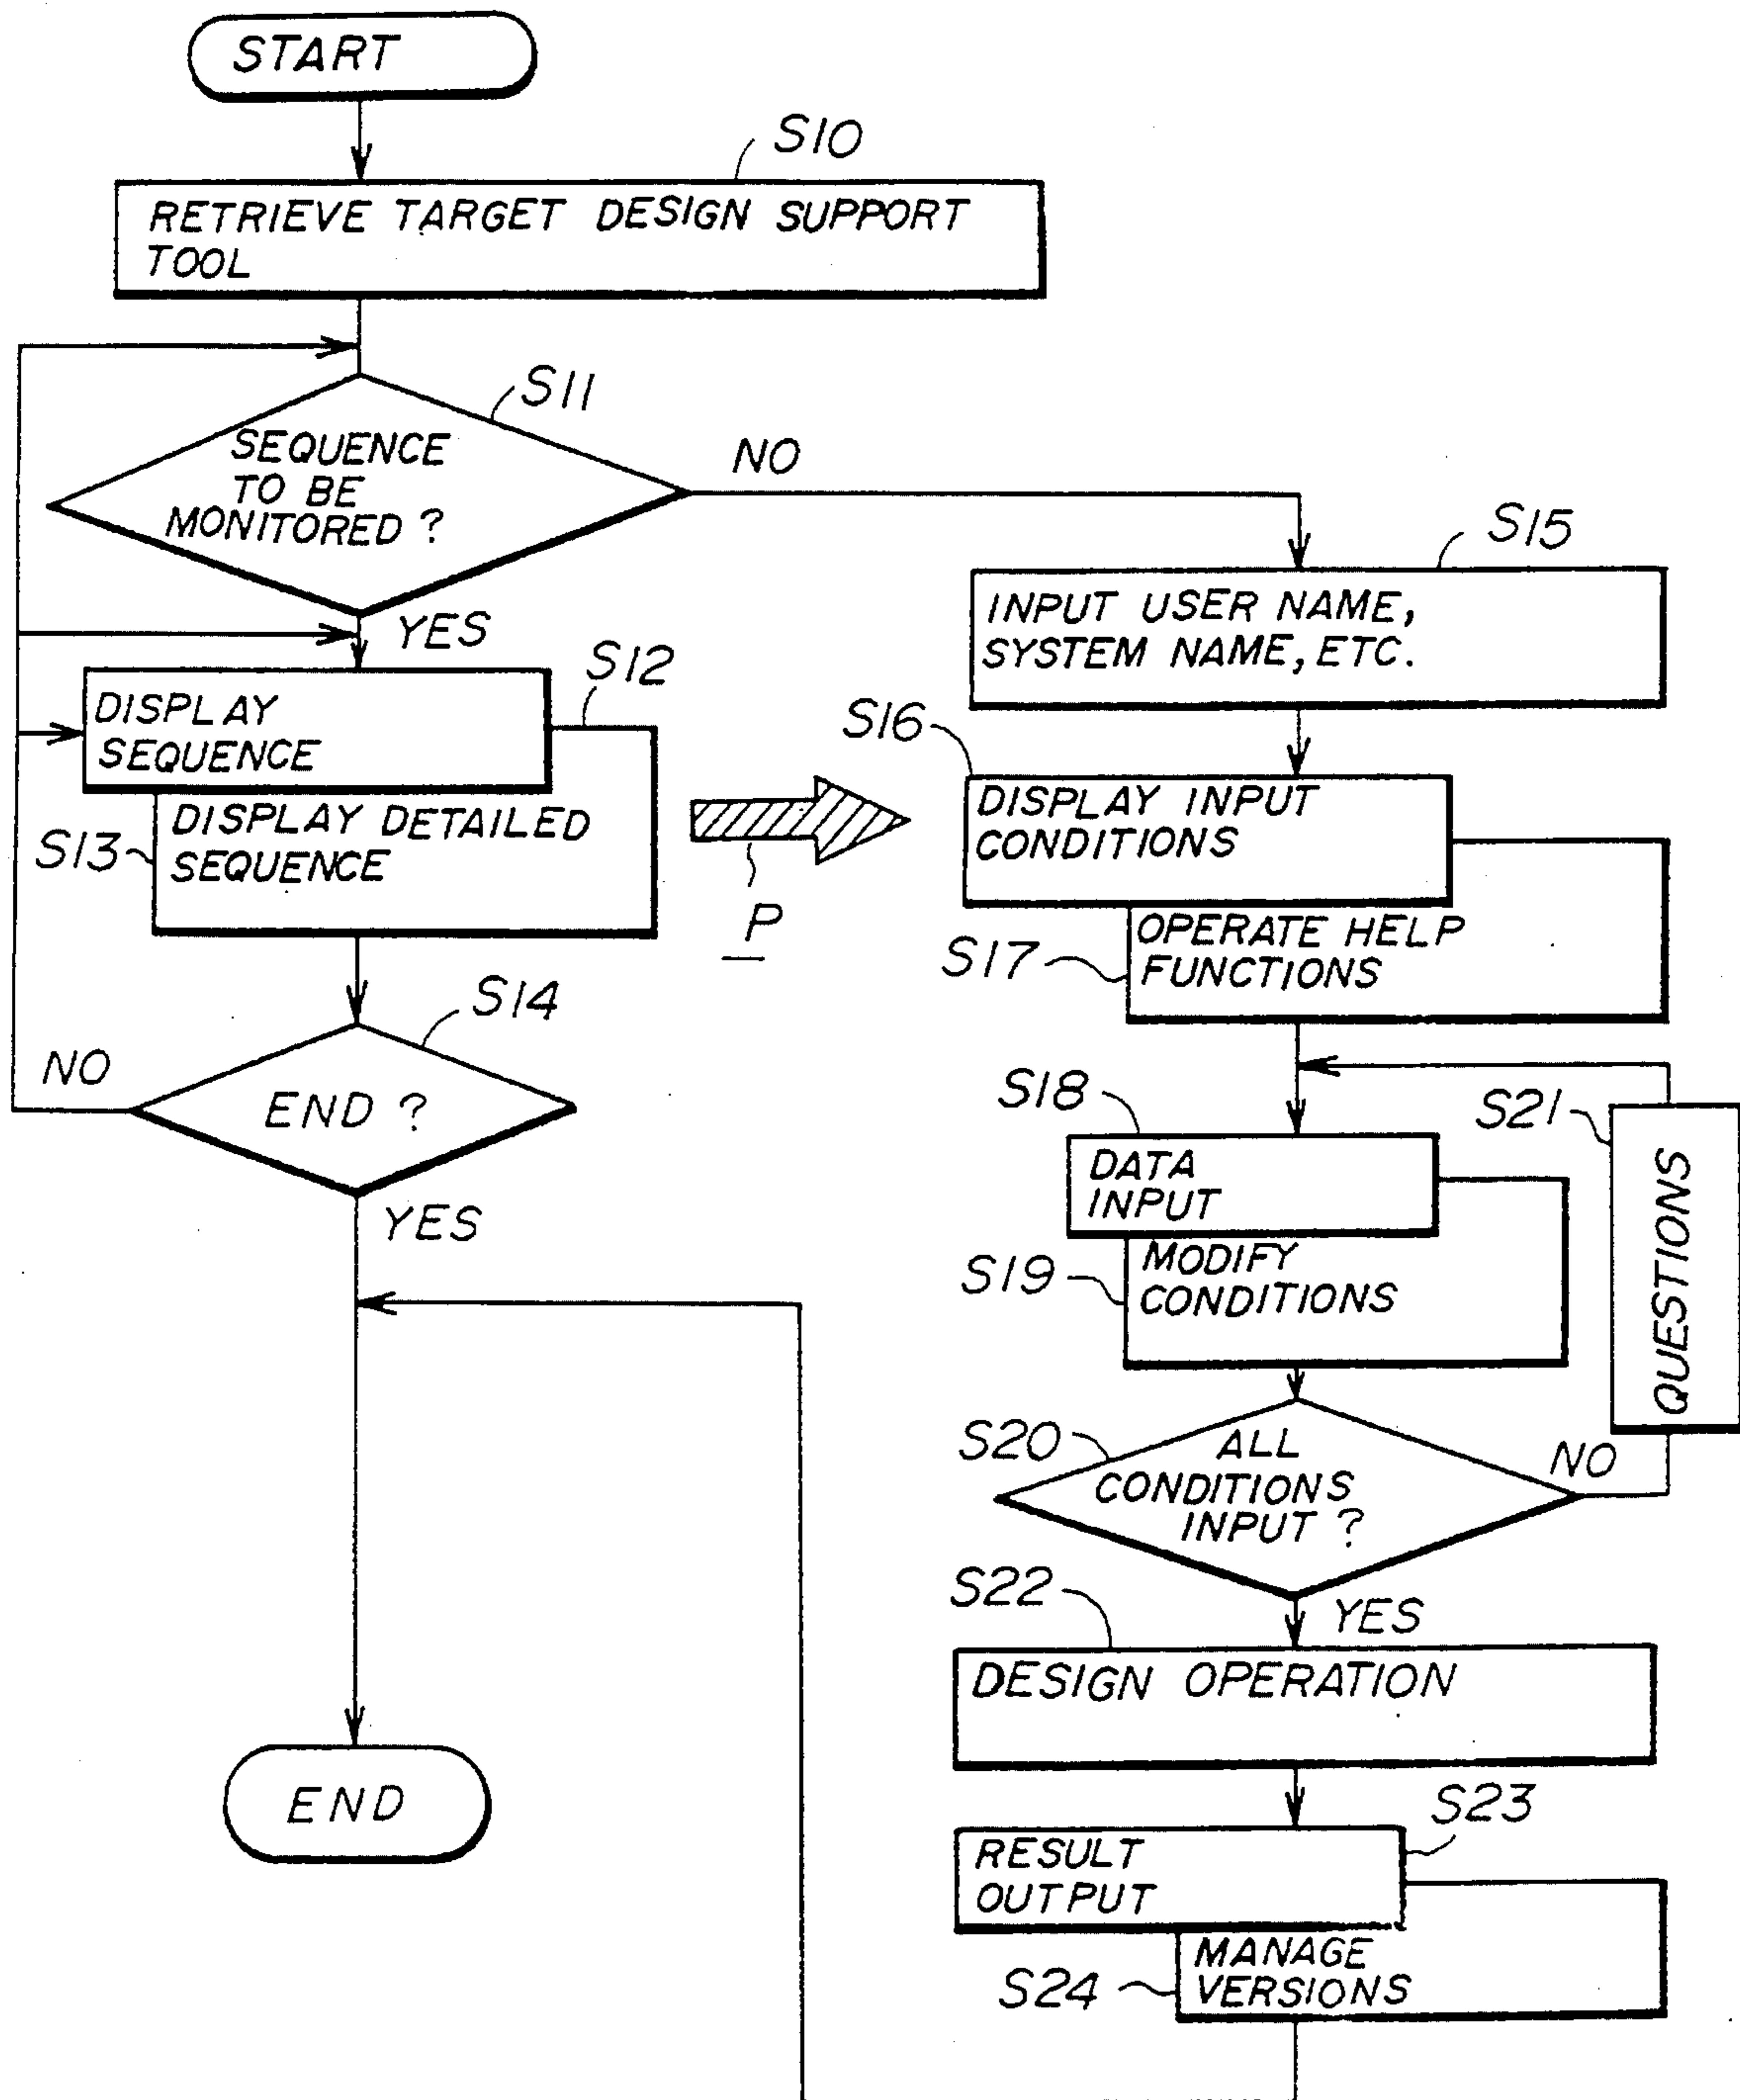 START
S10
RETRIEVE TARGET DESIGN SUPPORT
TOOL
S11
SEQUENCE
TO BE
MONITORED ?
NO
YES
S12
DISPLAY
SEQUENCE
S13
DISPLAY DETAILED
SEQUENCE
P
S14
NO
END ?
YES
END
S15
INPUT USER NAME,
SYSTEM NAME, ETC.
S16
DISPLAY INPUT
CONDITIONS
S17
OPERATE HELP
FUNCTIONS
S18
DATA
INPUT
S19
MODIFY
CONDITIONS
S21
QUESTIONS
S20
ALL
CONDITIONS
INPUT ?
NO
YES
S22
DESIGN OPERATION
S23
RESULT
OUTPUT
S24
MANAGE
VERSIONS